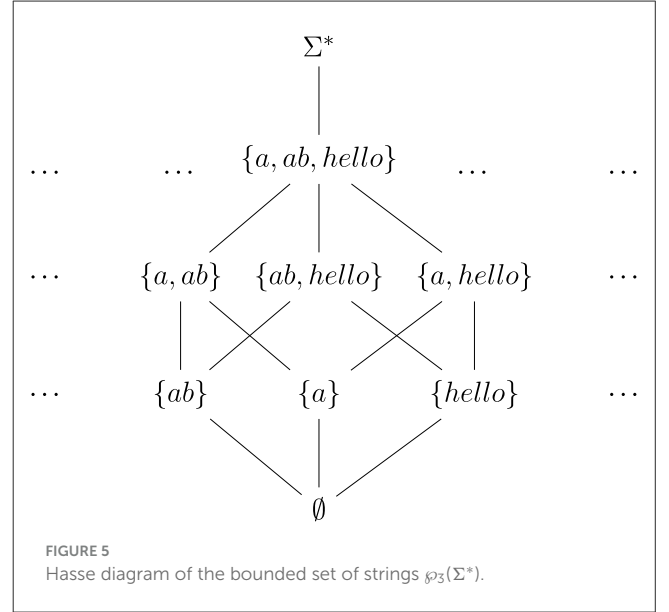 Σ*
... ... {a, ab, hello} ... ...
... {a, ab} {ab, hello} {a, hello} ...
... {ab} {a} {hello} ...
∅
FIGURE 5
Hasse diagram of the bounded set of strings ℘₃(Σ*).